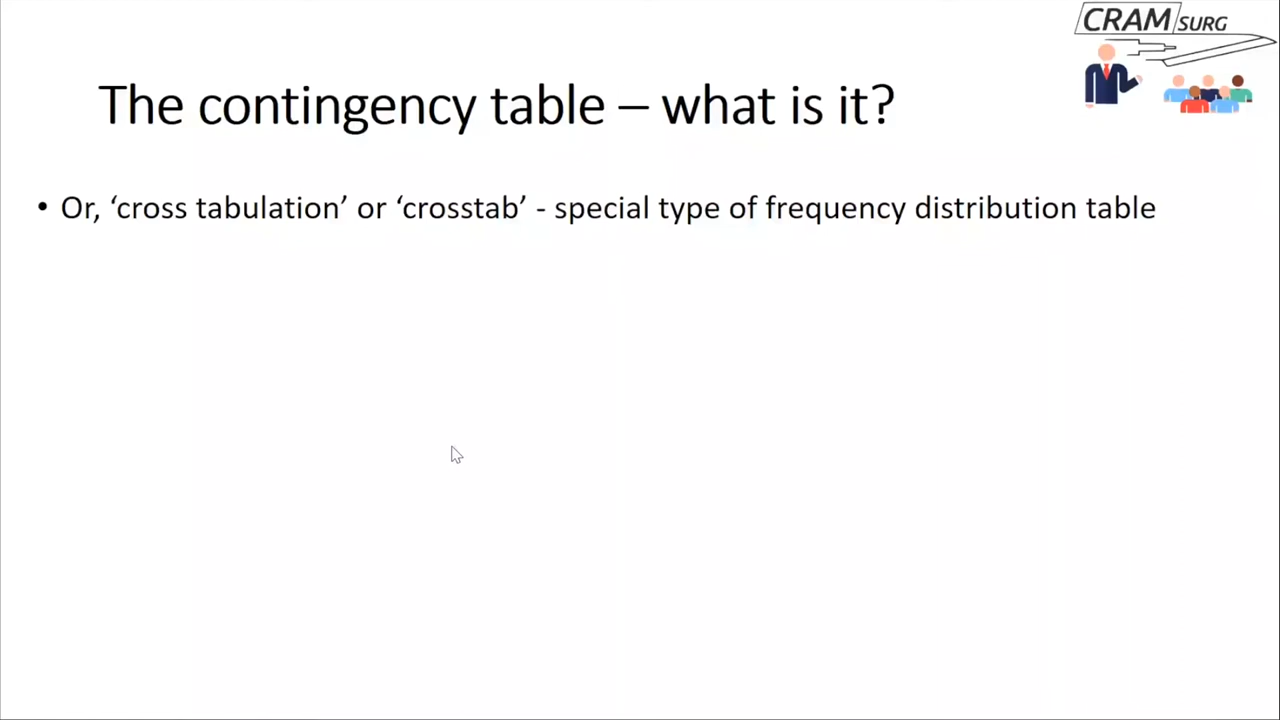 CRAM SURG
The contingency table – what is it?
• Or, ‘cross tabulation’ or ‘crosstab’ - special type of frequency distribution table